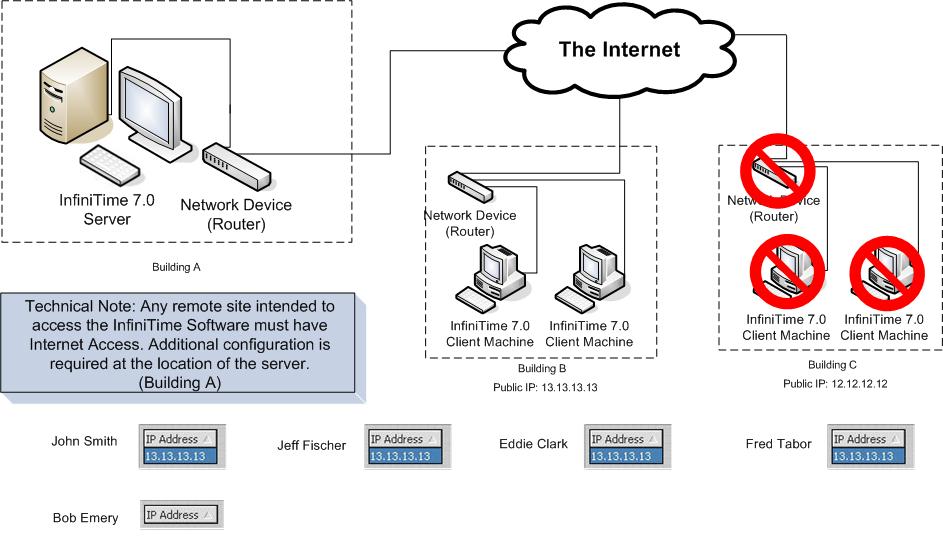 The Internet
InfiniTime 7.0
Server
Network Device
(Router)
Building A
Network Device
(Router)
InfiniTime 7.0
Client Machine
InfiniTime 7.0
Client Machine
Building B
Public IP: 13.13.13.13
Network Device
(Router)
InfiniTime 7.0
Client Machine
InfiniTime 7.0
Client Machine
Building C
Public IP: 12.12.12.12
Technical Note: Any remote site intended to
access the InfiniTime Software must have
Internet Access. Additional configuration is
required at the location of the server.
(Building A)
John Smith
IP Address
13.13.13.13
Jeff Fischer
IP Address
13.13.13.13
Eddie Clark
IP Address
13.13.13.13
Fred Tabor
IP Address
13.13.13.13
Bob Emery
IP Address